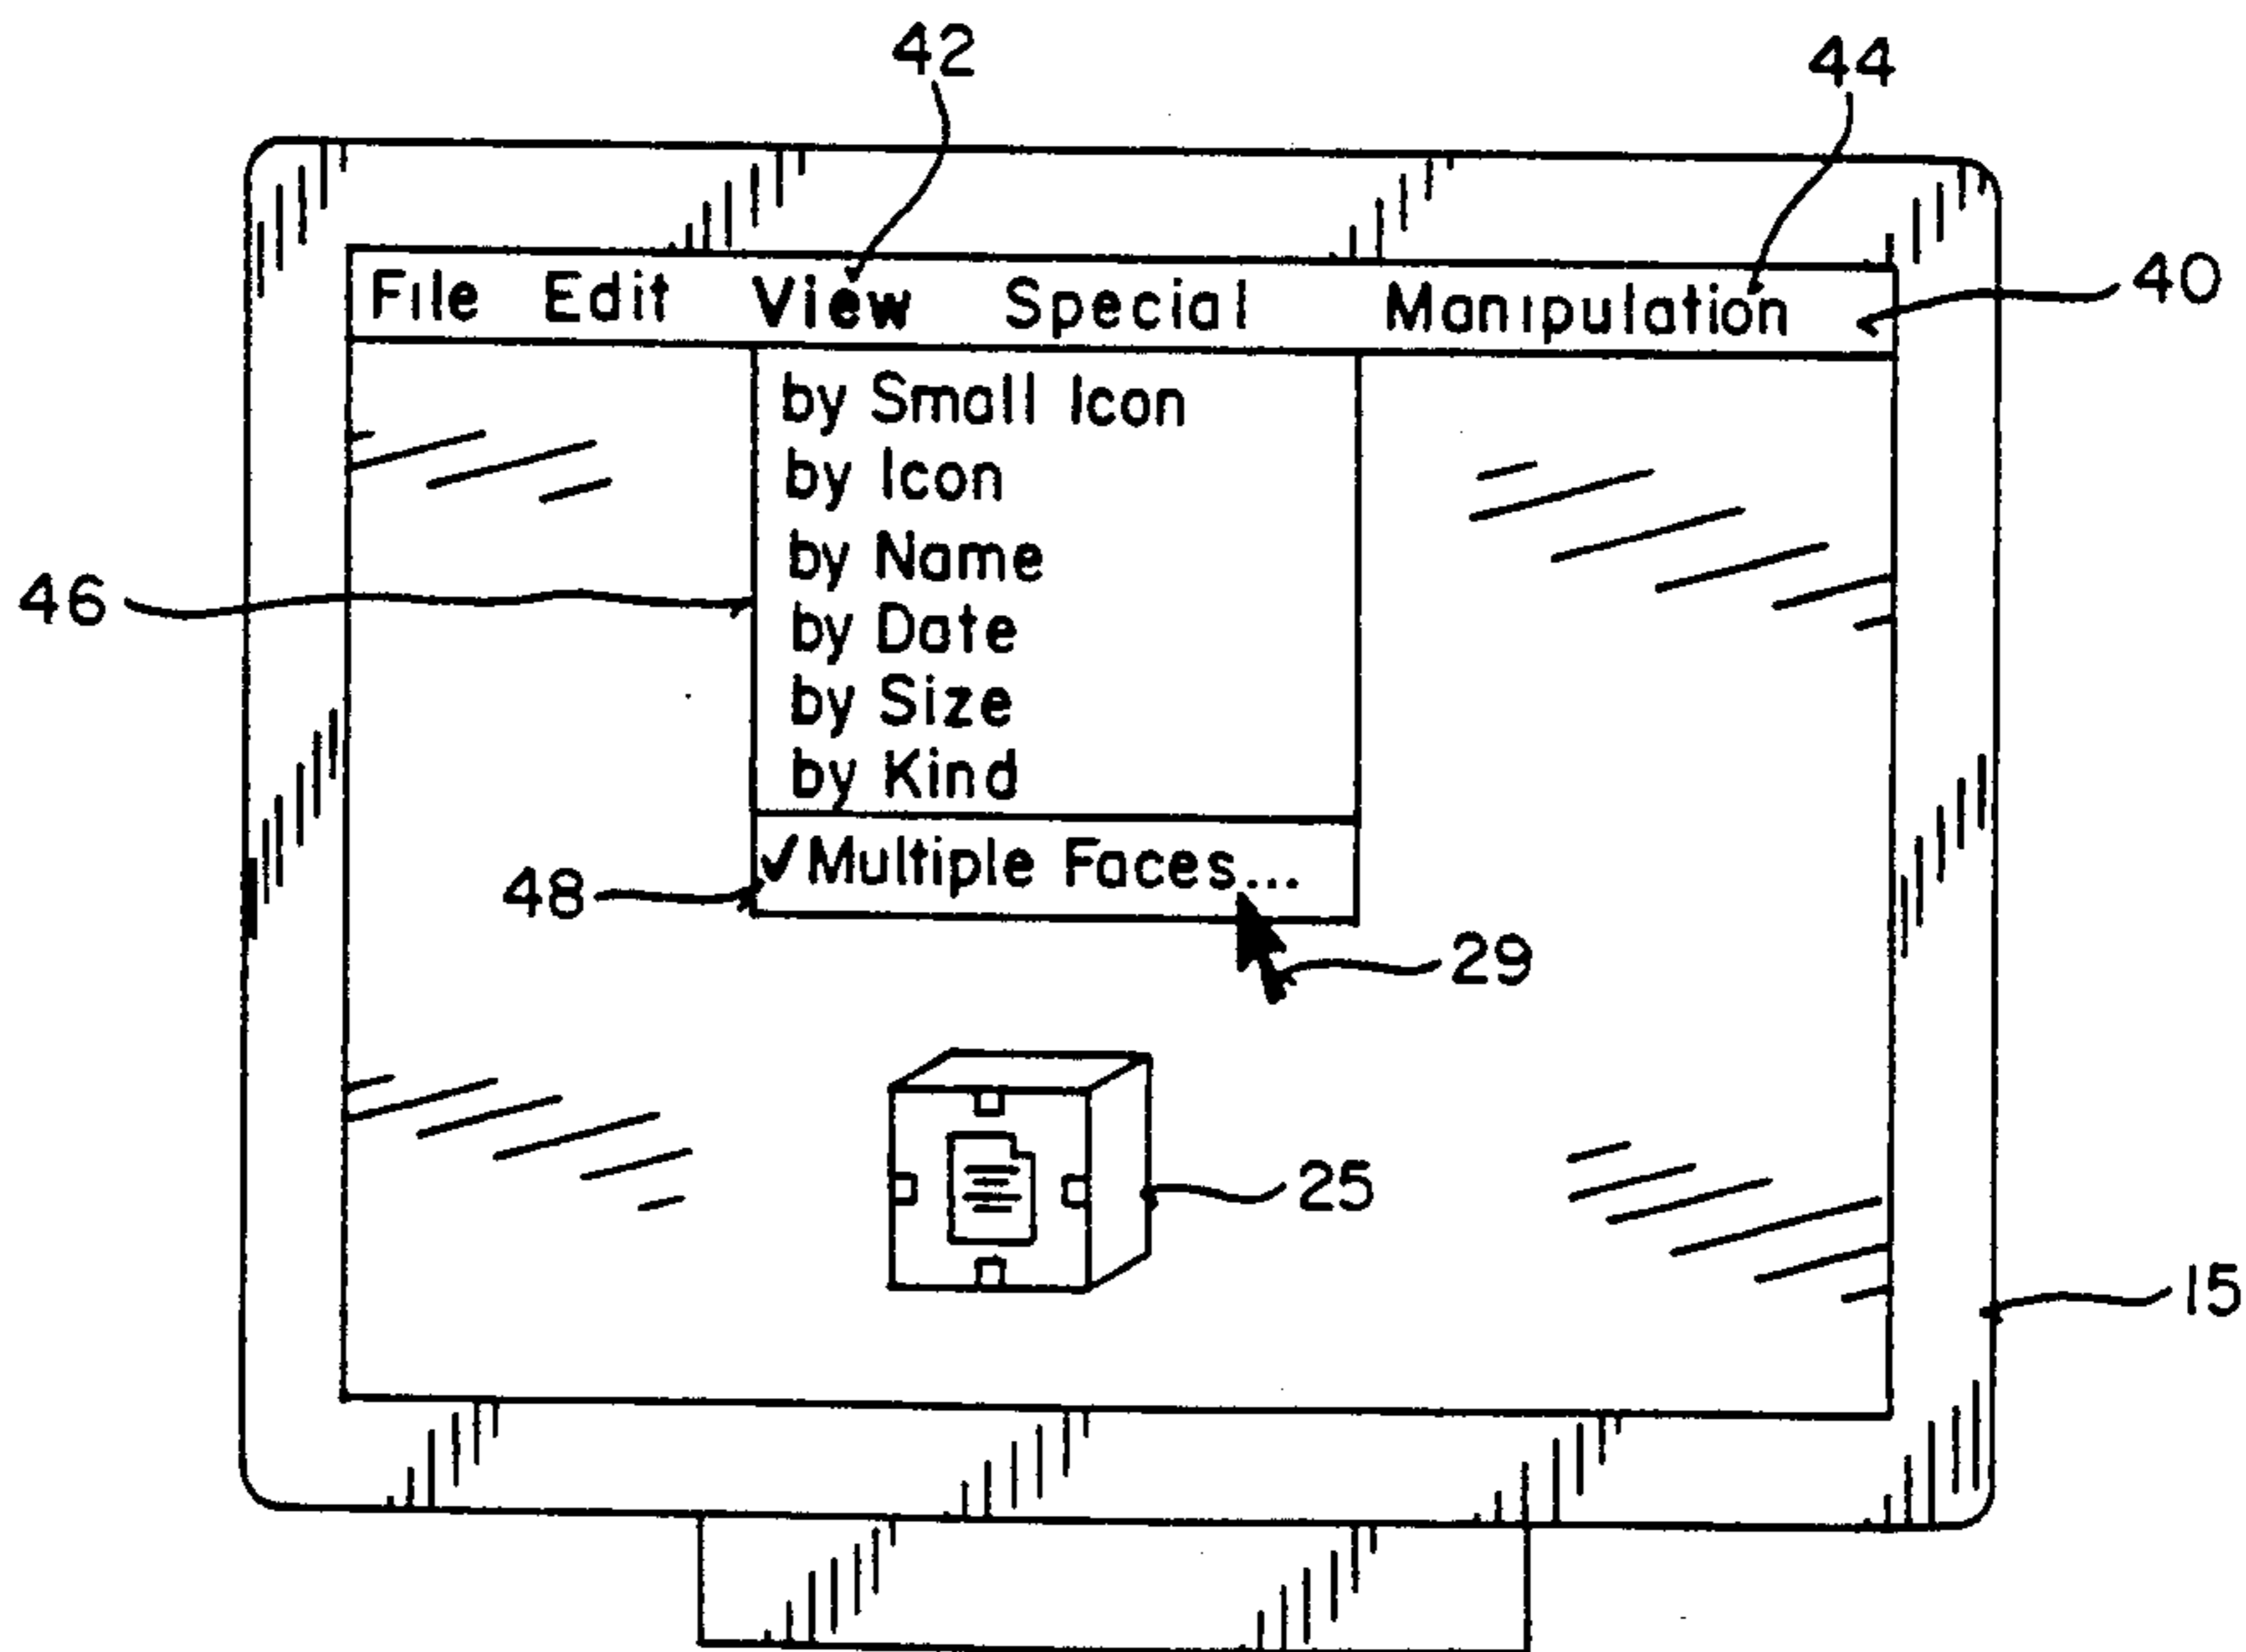 42
44
File Edit View Special Manipulation
40
by Small Icon
by Icon
by Name
46
by Date
by Size
by Kind
✓Multiple Faces...
48
29
25
15